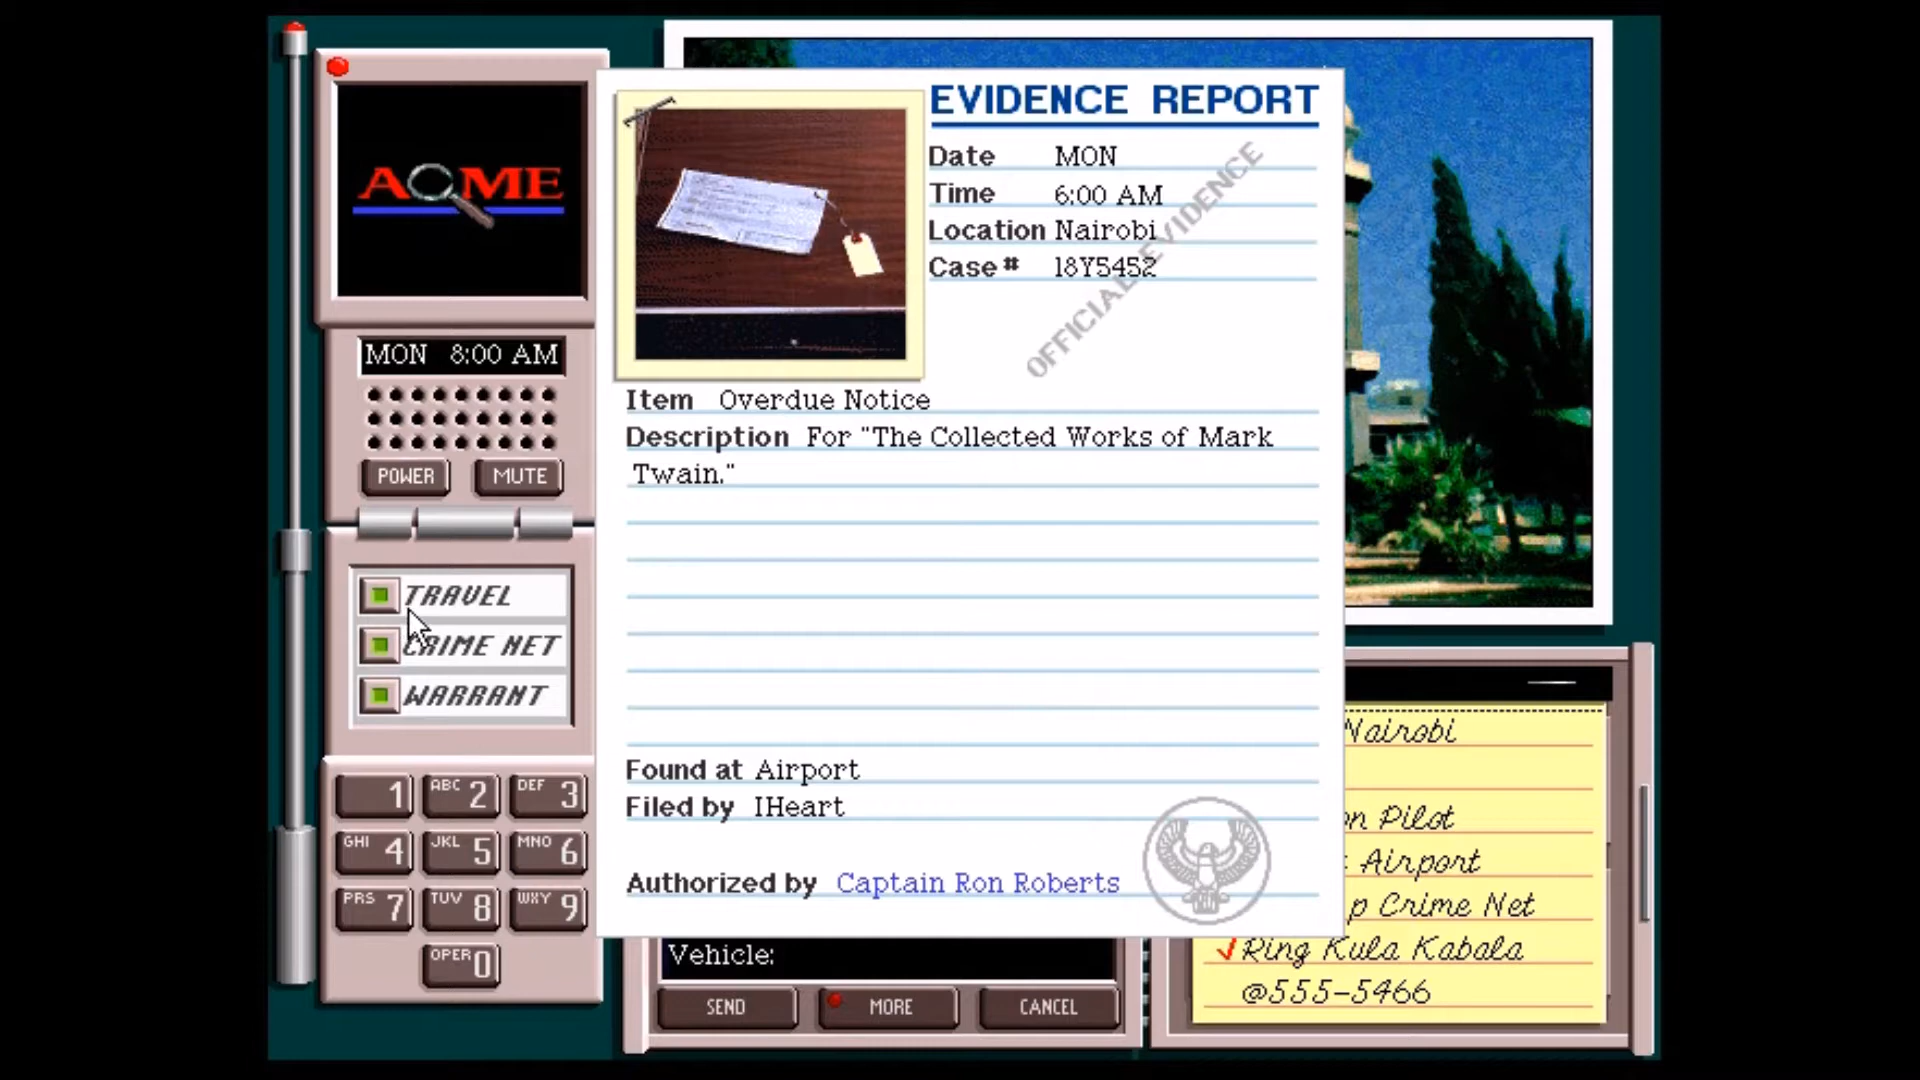 ACME
MON 8:00 AM
POWER
MUTE
TRAVEL
CRIME NET
WARRANT
1
ABC 2
DEF 3
GHI 4
JKL 5
MNO 6
PRS 7
TUV 8
WXY 9
OPER 0
EVIDENCE REPORT
Date MON
Time 6:00 AM
Location Nairobi
Case # 18Y5452
OFFICIAL EVIDENCE
Item Overdue Notice
Description For "The Collected Works of Mark
Twain."
Found at Airport
Filed by IHeart
Authorized by Captain Ron Roberts
Vehicle:
SEND
MORE
CANCEL
Nairobi
Pilot
Airport
Crime Net
Ring Kula Kabala
@555-5466